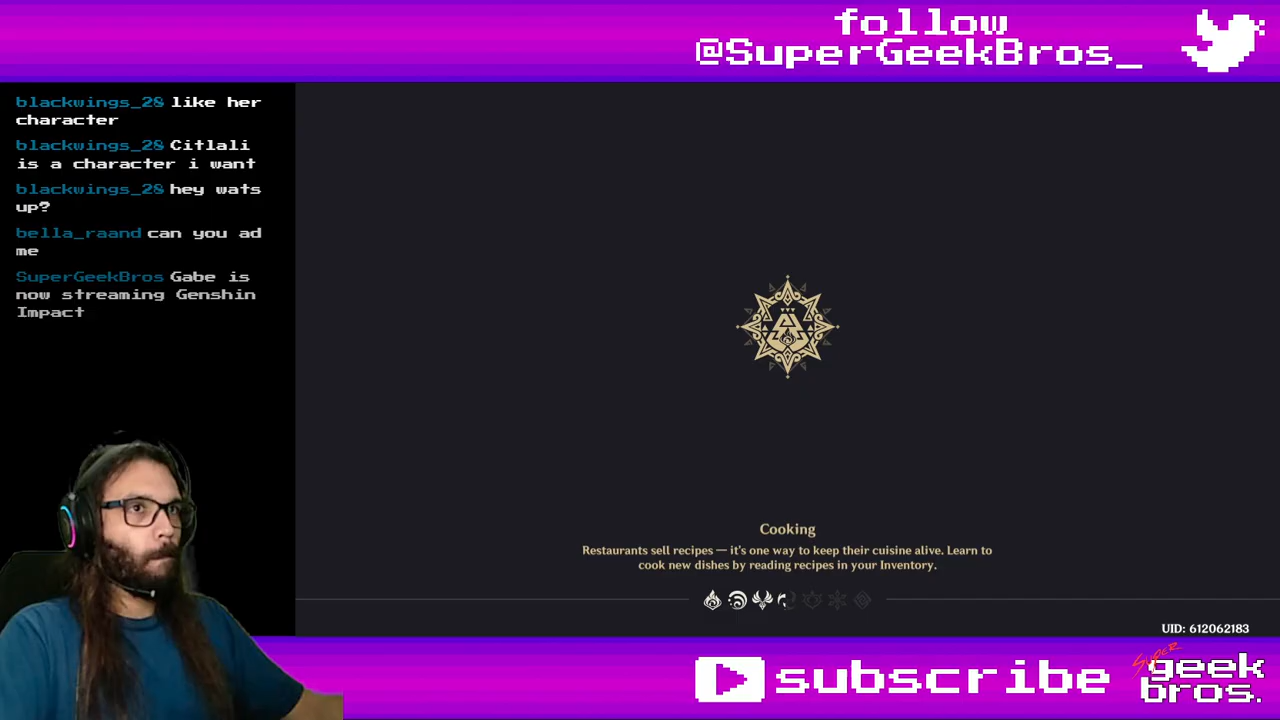 follow
@SuperGeekBros_
blackwings_28 like her
character
blackwings_28 Citlali
is a character i want
blackwings_28 hey wats
up?
bella_raand can you ad
me
SuperGeekBros Gabe is
now streaming Genshin
Impact
Cooking
Restaurants sell recipes — it's one way to keep their cuisine alive. Learn to
cook new dishes by reading recipes in your Inventory.
UID: 612062183
subscribe
SUPER
geek
bros.